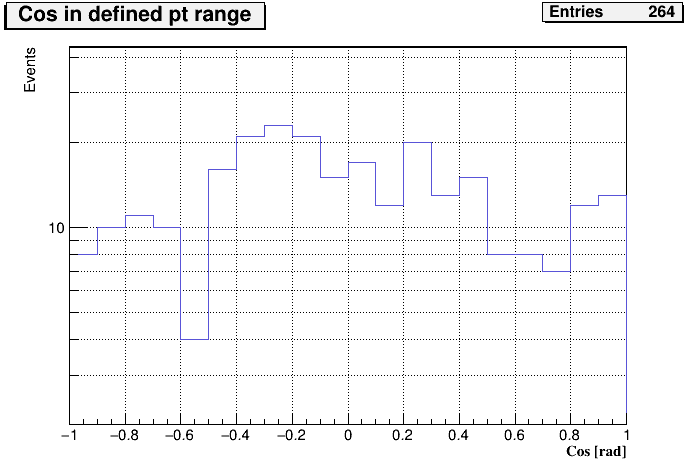 Cos in defined pt range
Entries 264
Events
10
−1 −0.8 −0.6 −0.4 −0.2 0 0.2 0.4 0.6 0.8 1
Cos [rad]